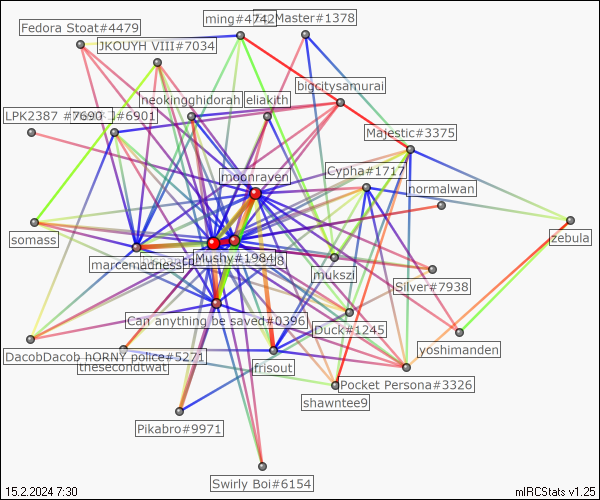 ming#4742
Master#1378
Fedora Stoat#4479
JKOUYH VIII#7034
bigcitysamurai
neokingghidorah
eliakith
LPK2387 #7690
J#6901
Majestic#3375
Cypha#1717
moonraven
normalwan
somass
zebula
Mushy#1984
marcemadness
mukszi
Silver#7938
Can anything be saved#0396
Duck#1245
yoshimanden
DacobDacob hORNY police#5271
thesecondtwat
frisout
Pocket Persona#3326
shawntee9
Pikabro#9971
Swirly Boi#6154
15.2.2024 7:30
mIRCStats v1.25